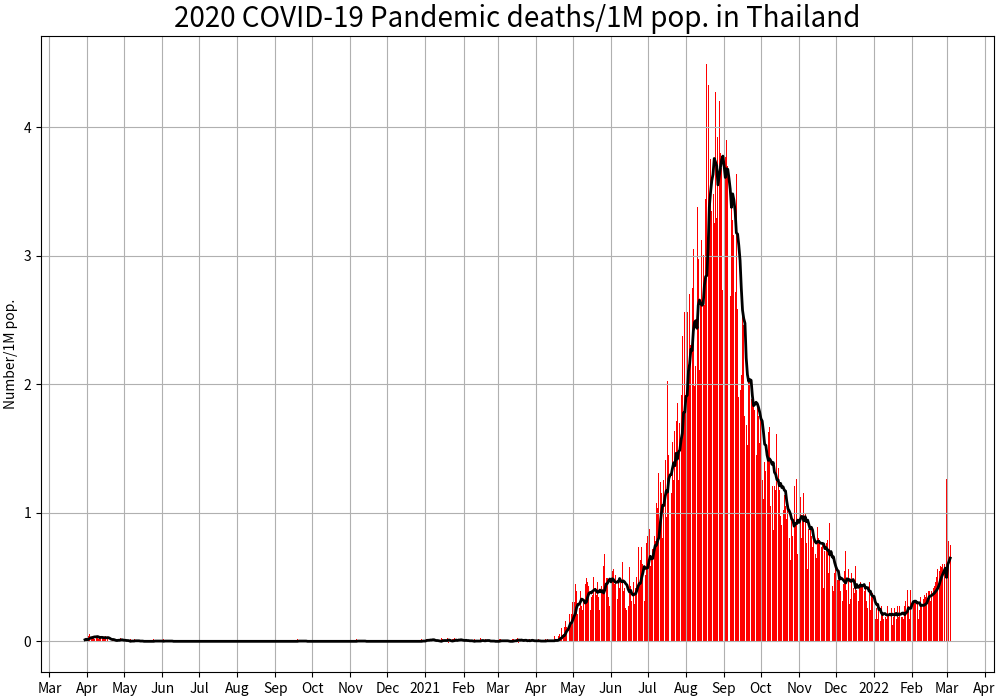 2020 COVID-19 Pandemic deaths/1M pop. in Thailand
Number/1M pop.
4
3
2
1
0
Mar Apr May Jun Jul Aug Sep Oct Nov Dec 2021 Feb Mar Apr May Jun Jul Aug Sep Oct Nov Dec 2022 Feb Mar Apr